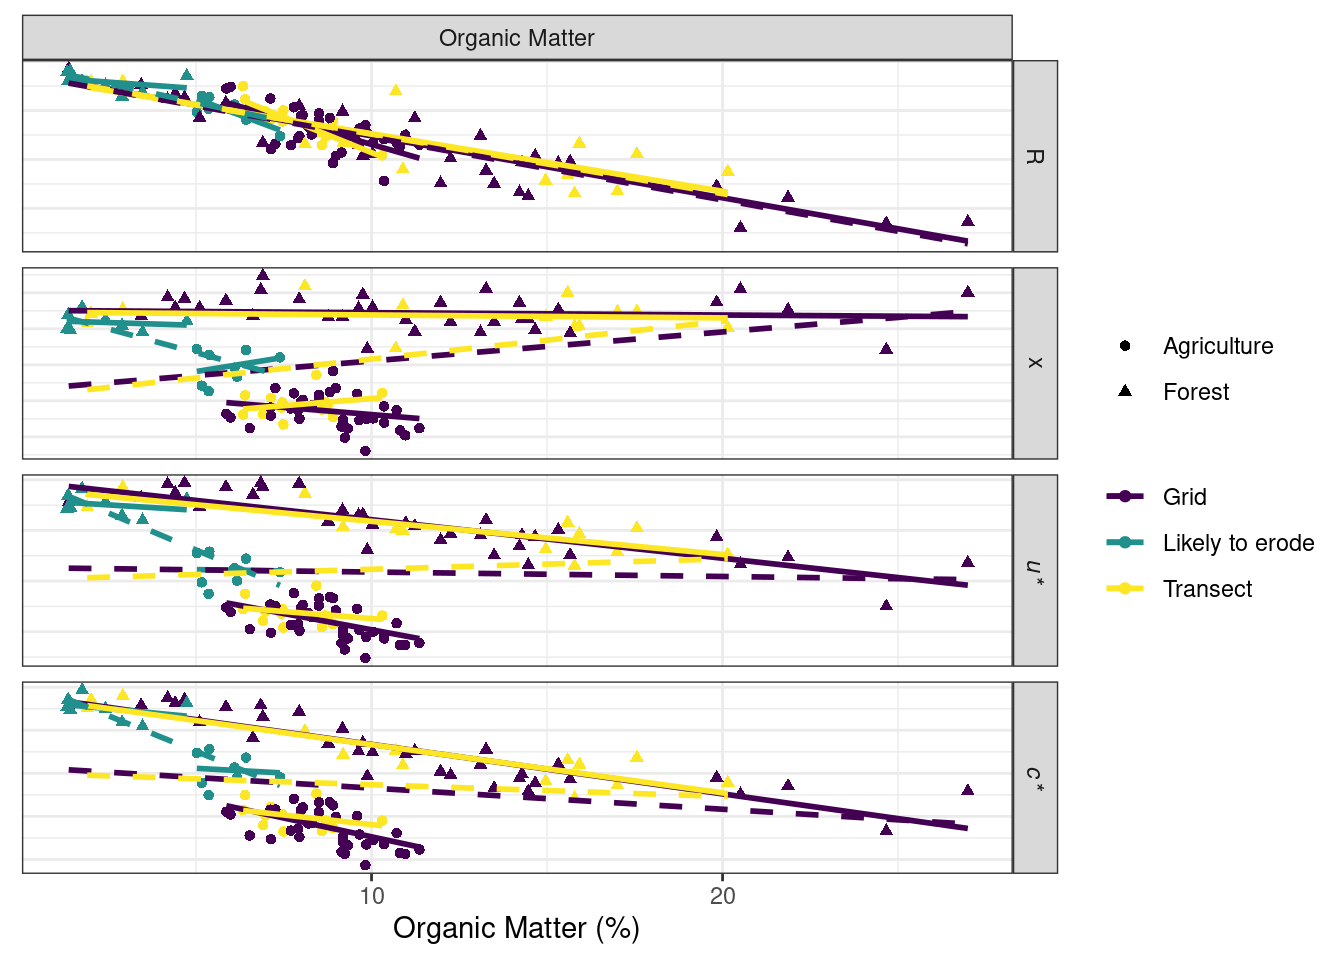 Organic Matter
R
x
u*
c*
10
20
Organic Matter (%)
Agriculture
Forest
Grid
Likely to erode
Transect